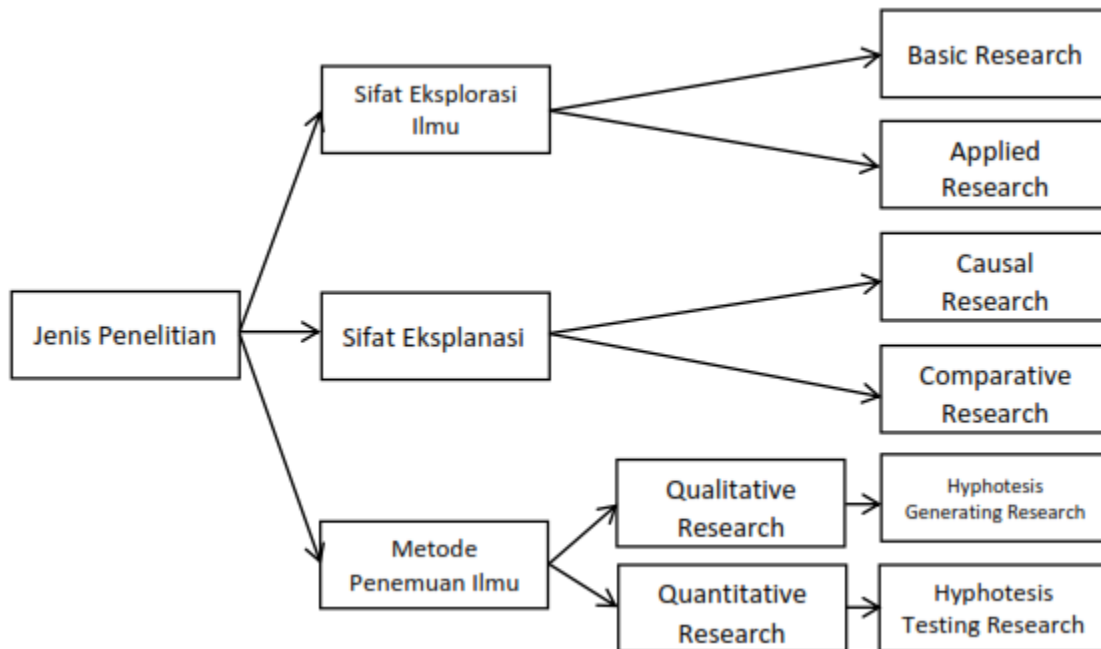 Jenis Penelitian
Sifat Eksplorasi
Ilmu
Basic Research
Applied
Research
Sifat Eksplanasi
Causal
Research
Comparative
Research
Metode
Penemuan Ilmu
Qualitative
Research
Hyphotesis
Generating Research
Quantitative
Research
Hyphotesis
Testing Research